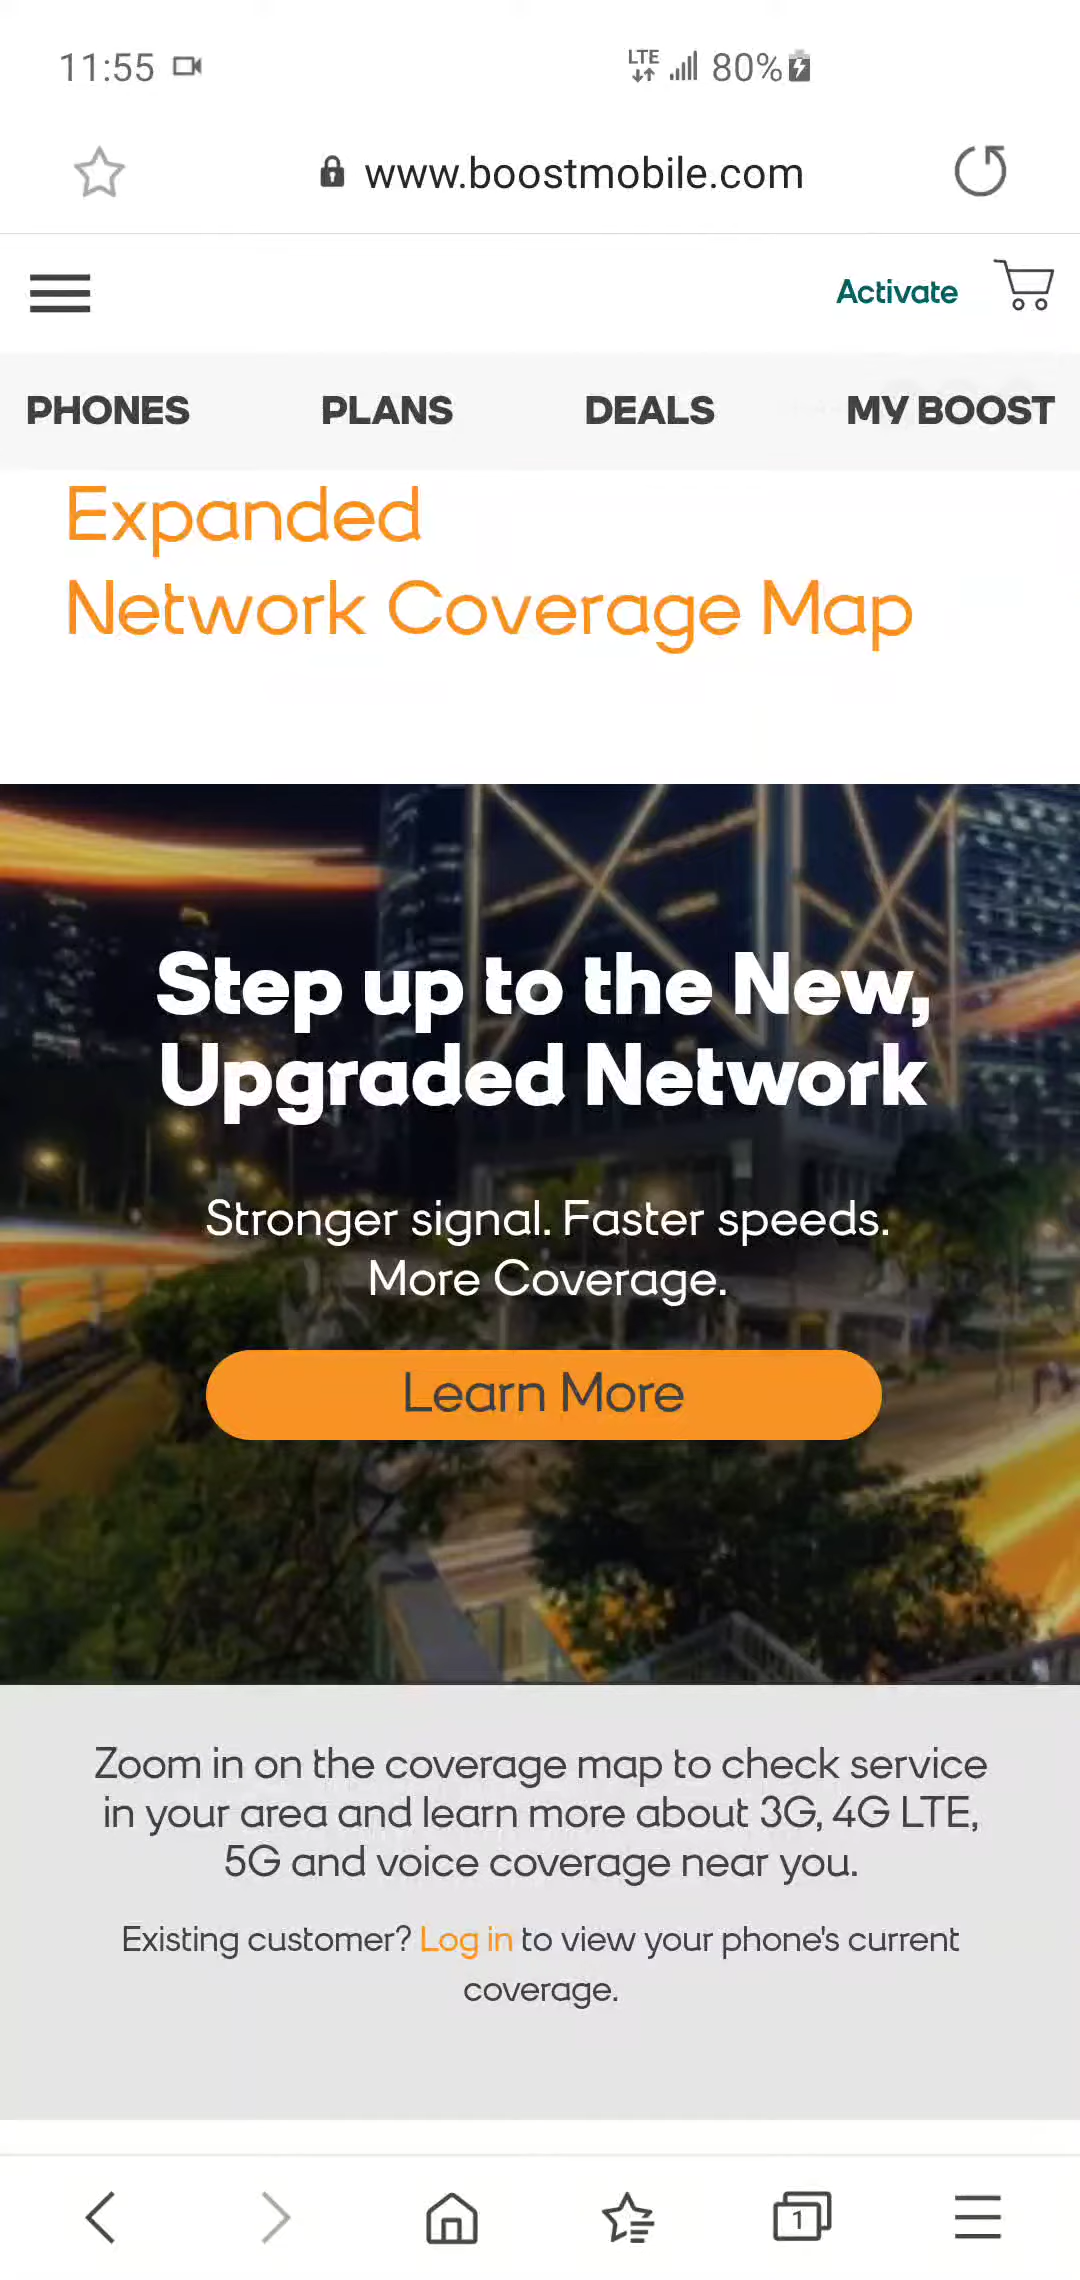 11:55
LTE
80%
www.boostmobile.com
Activate
PHONES PLANS DEALS MY BOOST
Expanded
Network Coverage Map
Step up to the New,
Upgraded Network
Stronger signal. Faster speeds.
More Coverage.
Learn More
Zoom in on the coverage map to check service
in your area and learn more about 3G, 4G LTE,
5G and voice coverage near you.
Existing customer? Log in to view your phone's current
coverage.
1